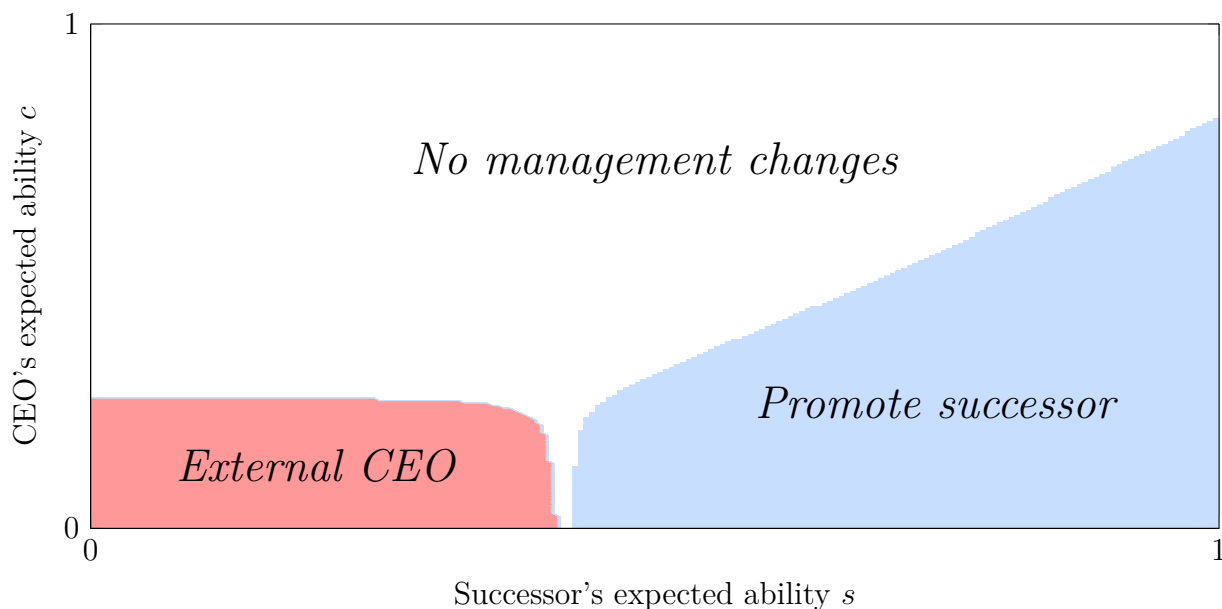 1
No management changes
CEO's expected ability c
Promote successor
External CEO
0
0
1
Successor's expected ability s